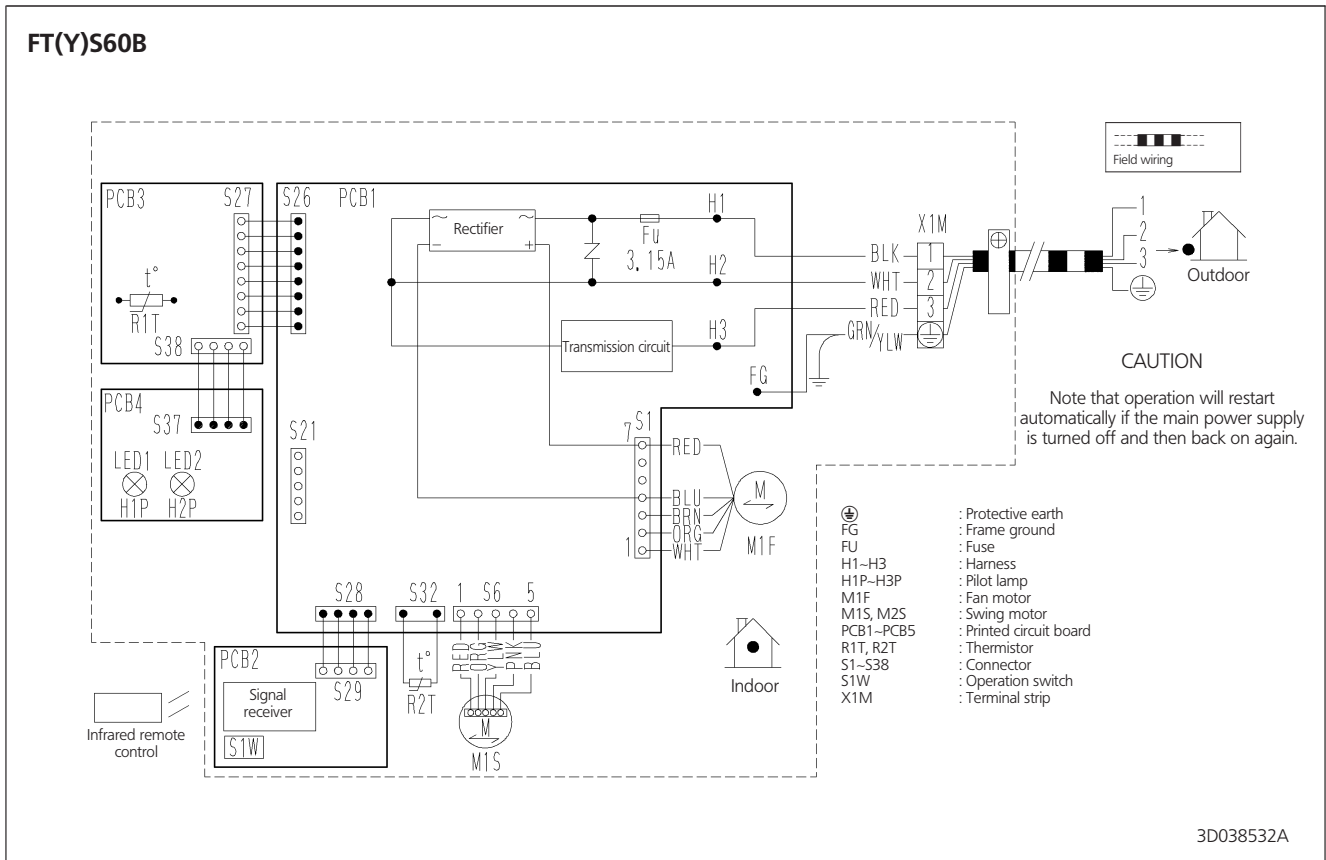 FT(Y)S60B
Field wiring
PCB3
S27
S26
PCB1
H1
Rectifier
Fu
3.15A
X1M
1
2
3
Outdoor
BLK
1
H2
WHT
2
t°
R1T
RED
3
S38
Transmission circuit
H3
GRN/YLW
FG
CAUTION
Note that operation will restart
automatically if the main power supply
is turned off and then back on again.
PCB4
S37
S21
LED1
LED2
H1P
H2P
7
S1
RED
BLU
BRN
ORG
1
WHT
M
M1F
: Protective earth
FG : Frame ground
FU : Fuse
H1~H3 : Harness
H1P~H3P : Pilot lamp
M1F : Fan motor
M1S, M2S : Swing motor
PCB1~PCB5 : Printed circuit board
R1T, R2T : Thermistor
S1~S38 : Connector
S1W : Operation switch
X1M : Terminal strip
S28
S32
1
S6
5
RED
ORG
YLW
PNK
BLU
PCB2
S29
Signal
receiver
S1W
t°
R2T
M
M1S
Indoor
Infrared remote
control
3D038532A